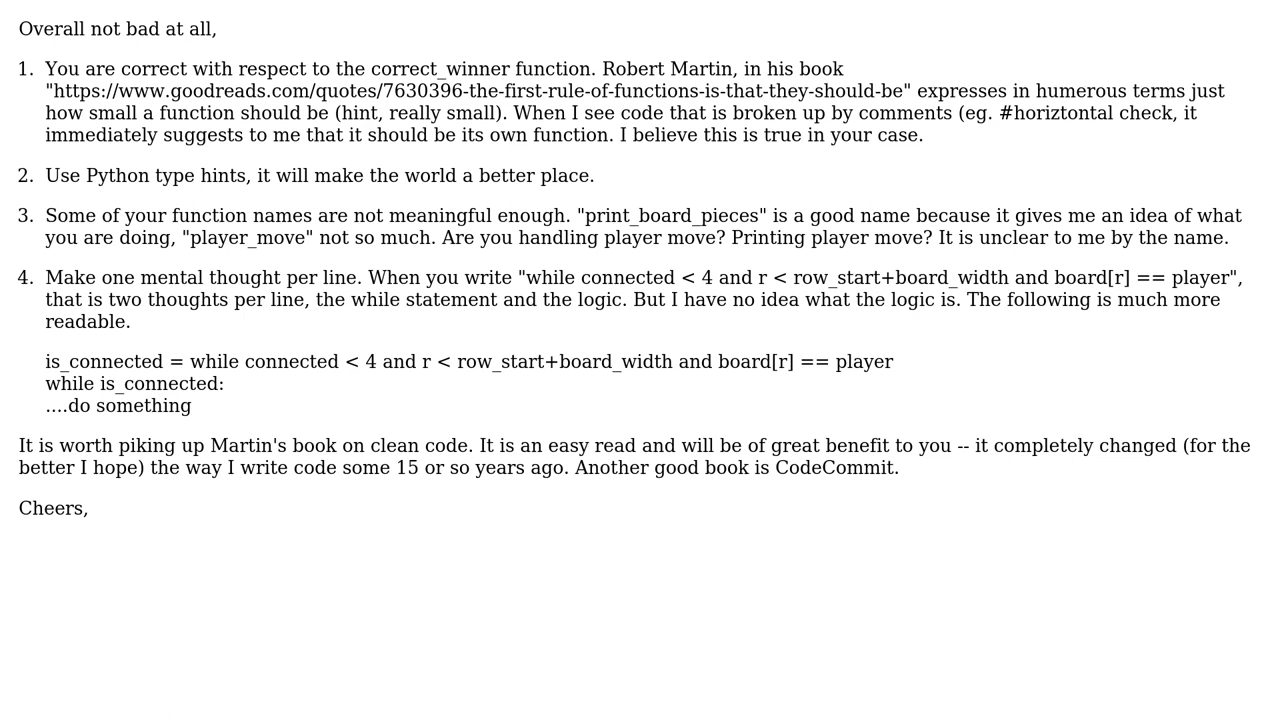 Overall not bad at all,
1. You are correct with respect to the correct_winner function. Robert Martin, in his book
"https://www.goodreads.com/quotes/7630396-the-first-rule-of-functions-is-that-they-should-be" expresses in humerous terms just
how small a function should be (hint, really small). When I see code that is broken up by comments (eg. #horiztontal check, it
immediately suggests to me that it should be its own function. I believe this is true in your case.
2. Use Python type hints, it will make the world a better place.
3. Some of your function names are not meaningful enough. "print_board_pieces" is a good name because it gives me an idea of what
you are doing, "player_move" not so much. Are you handling player move? Printing player move? It is unclear to me by the name.
4. Make one mental thought per line. When you write "while connected < 4 and r < row_start+board_width and board[r] == player",
that is two thoughts per line, the while statement and the logic. But I have no idea what the logic is. The following is much more
readable.
is_connected = while connected < 4 and r < row_start+board_width and board[r] == player
while is_connected:
....do something
It is worth piking up Martin's book on clean code. It is an easy read and will be of great benefit to you -- it completely changed (for the
better I hope) the way I write code some 15 or so years ago. Another good book is CodeCommit.
Cheers,